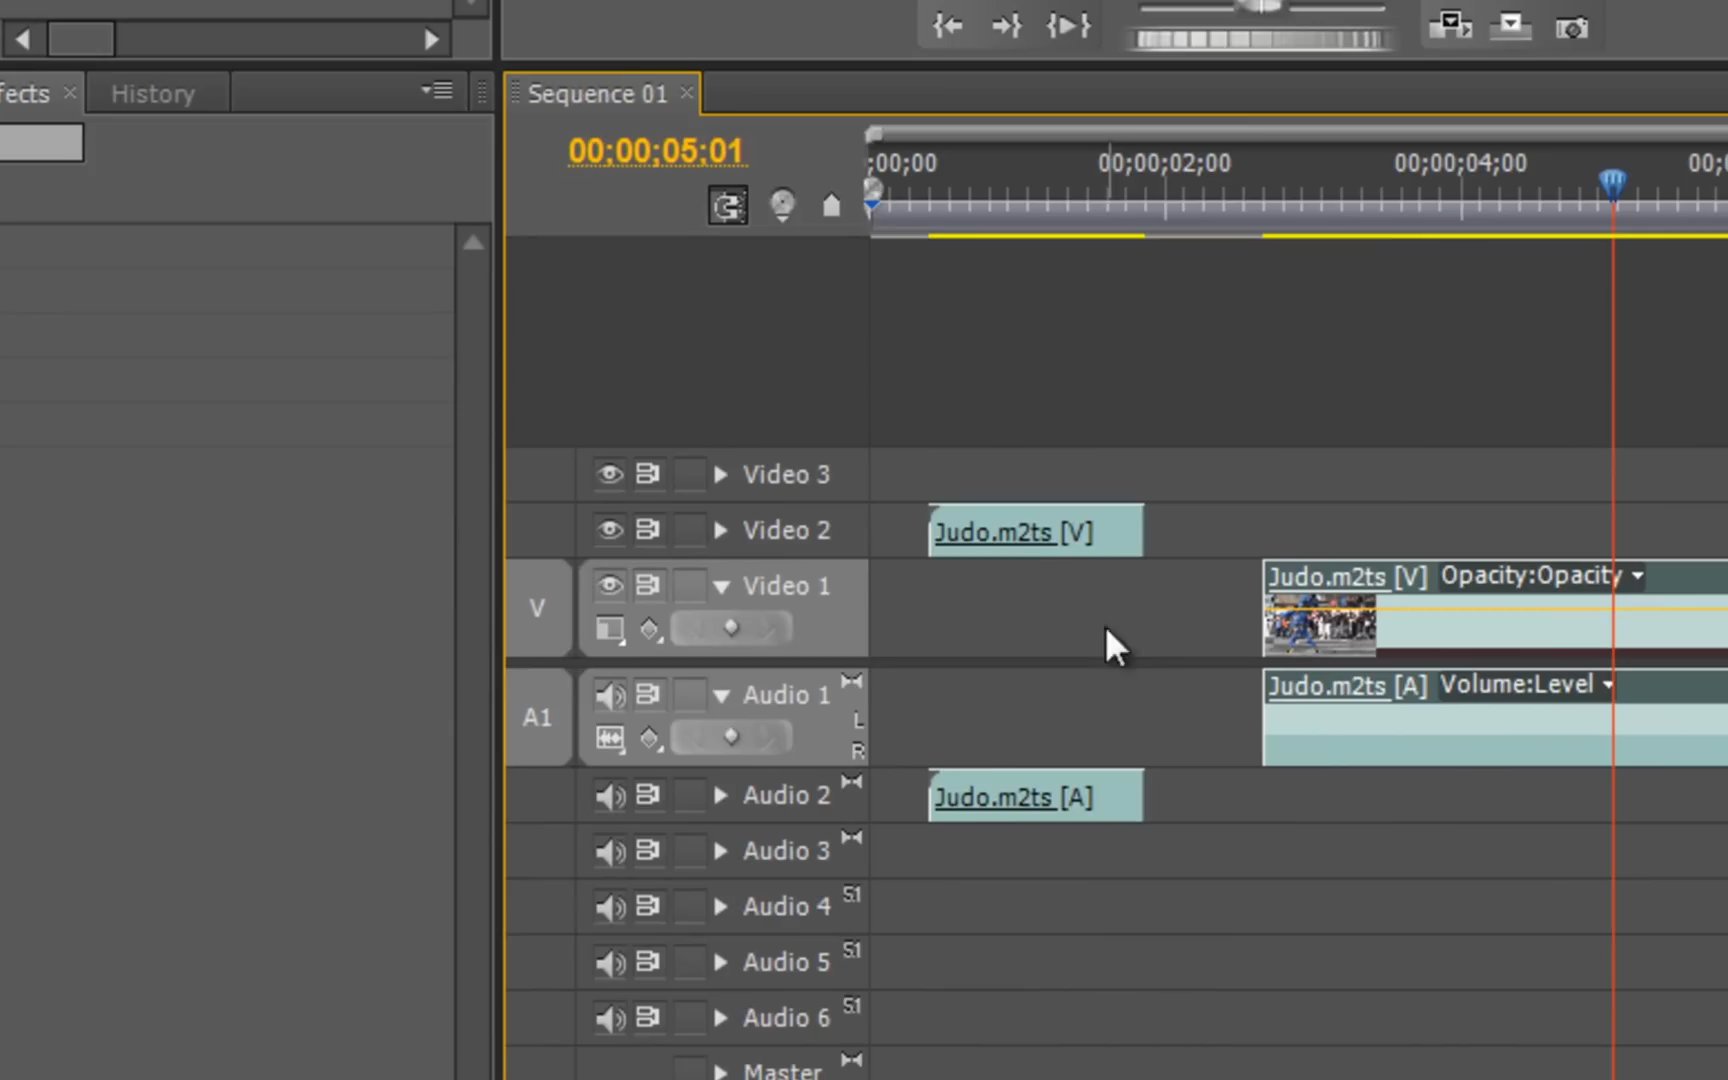 fects ×
History
Sequence 01 ×
00;00;05;01
;00;00
00;00;02;00
00;00;04;00
00;
Video 3
Video 2
Judo.m2ts [V]
V
Video 1
Judo.m2ts [V] Opacity:Opacity
A1
Audio 1
L
R
Judo.m2ts [A] Volume:Level
Audio 2
Judo.m2ts [A]
Audio 3
Audio 4
5.1
Audio 5
5.1
Audio 6
5.1
Master